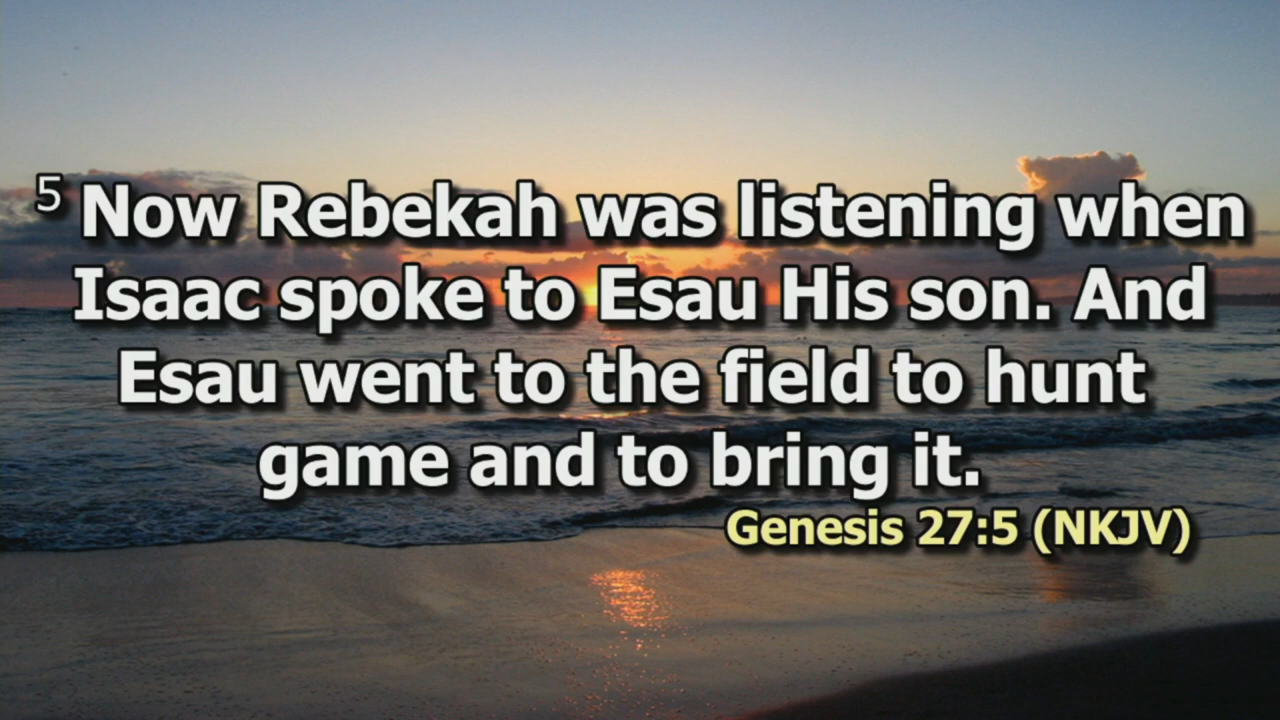 5 Now Rebekah was listening when
Isaac spoke to Esau His son. And
Esau went to the field to hunt
game and to bring it.
Genesis 27:5 (NKJV)